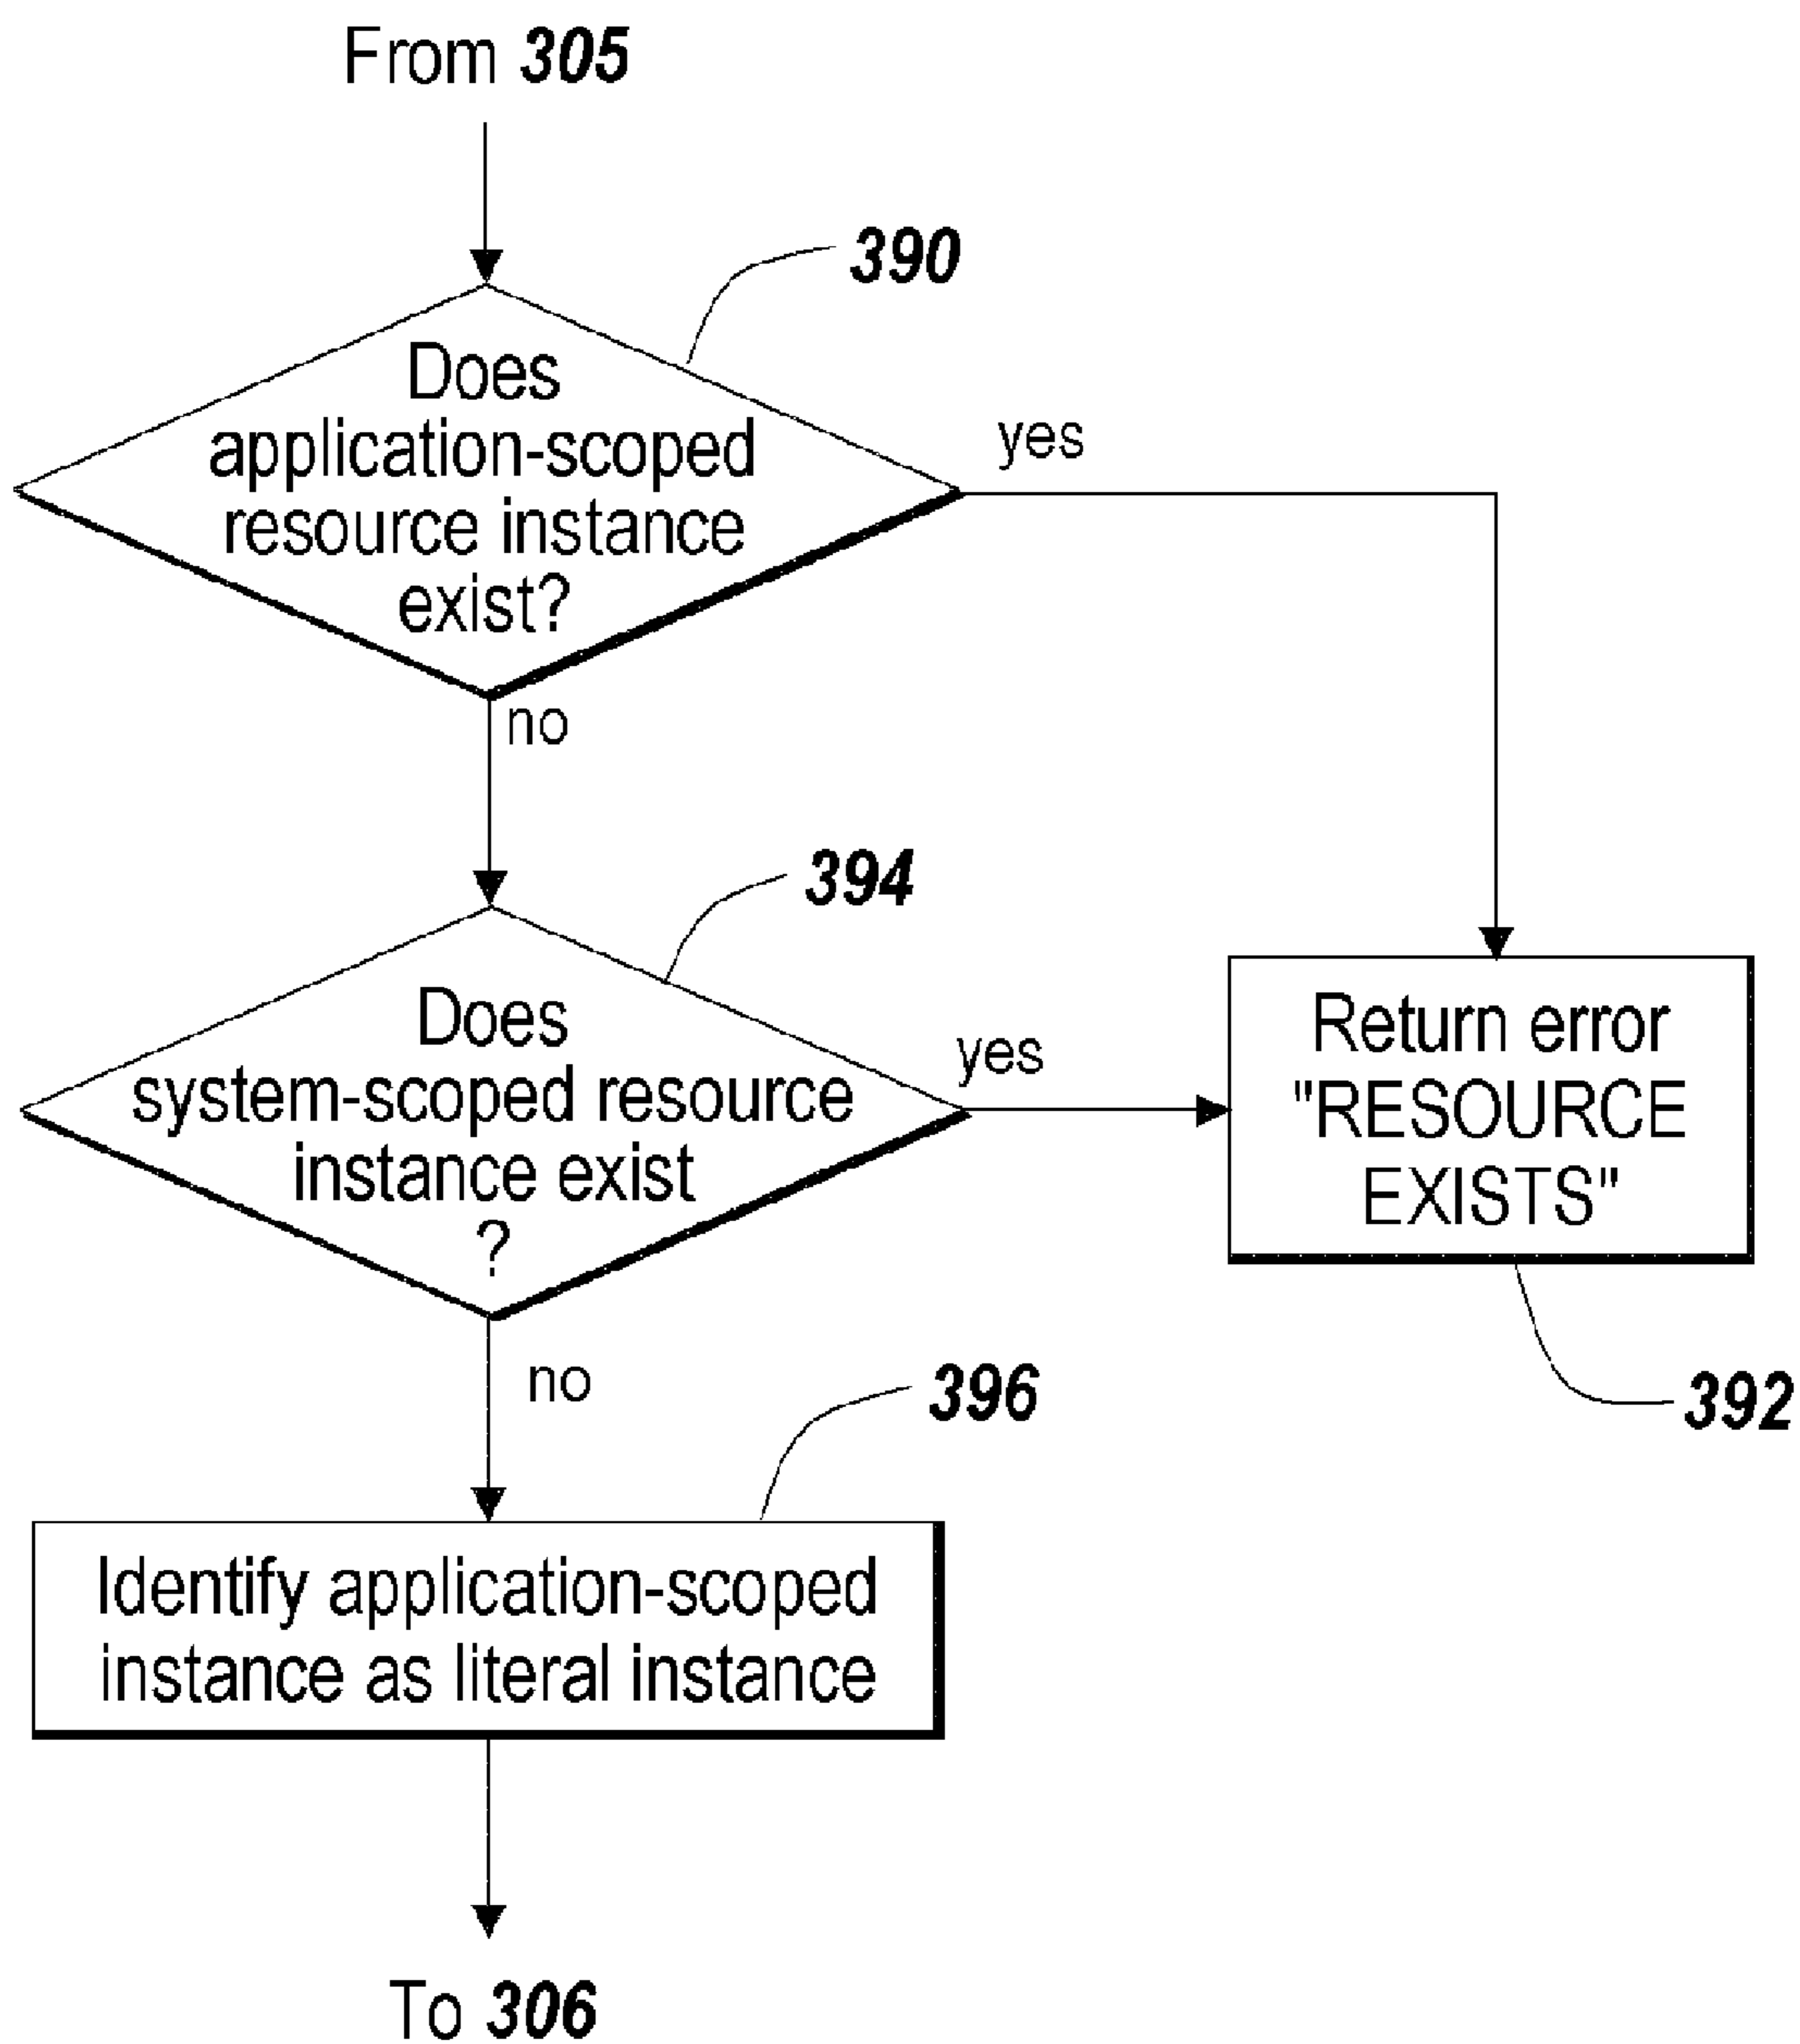 From 305
390
Does
application-scoped
resource instance
exist?
yes
no
394
Does
system-scoped resource
instance exist
?
yes
Return error
"RESOURCE
EXISTS"
392
no
396
Identify application-scoped
instance as literal instance
To 306